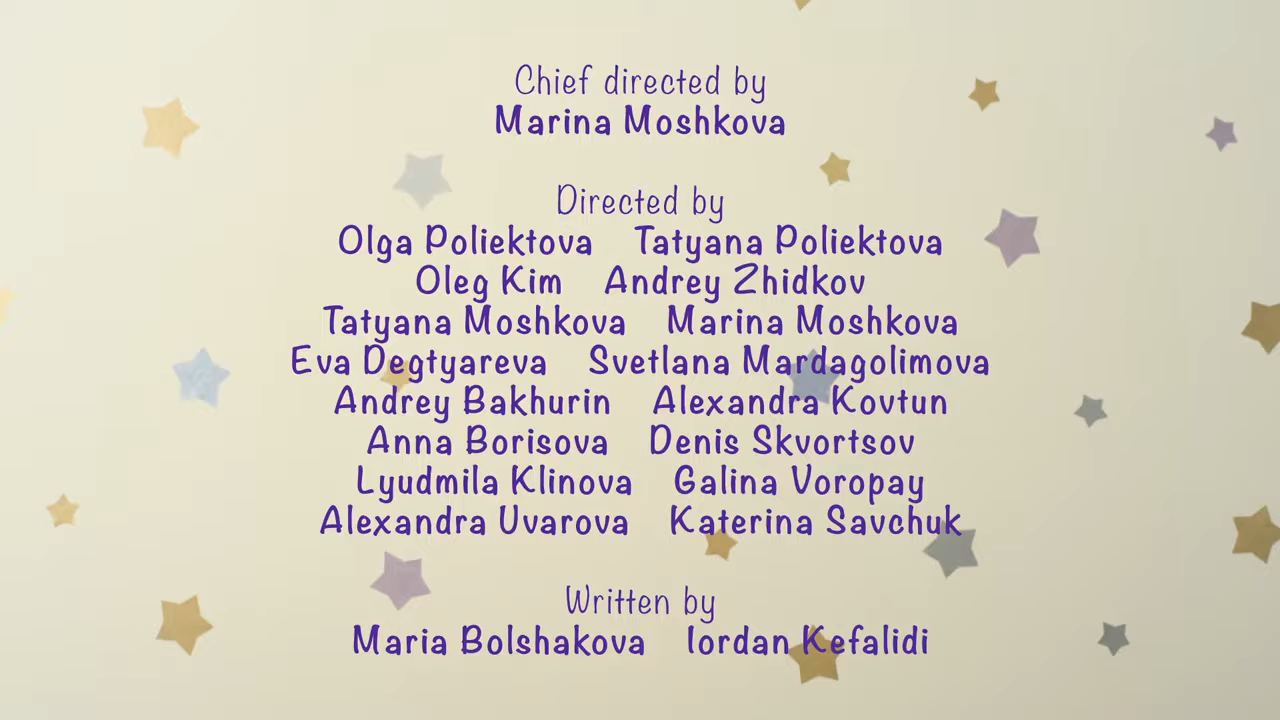 Chief directed by
Marina Moshkova
Directed by
Olga Poliektova Tatyana Poliektova
Oleg Kim Andrey Zhidkov
Tatyana Moshkova Marina Moshkova
Eva Degtyareva Svetlana Mardagolimova
Andrey Bakhurin Alexandra Kovtun
Anna Borisova Denis Skvortsov
Lyudmila Klinova Galina Voropay
Alexandra Uvarova Katerina Savchuk
Written by
Maria Bolshakova Iordan Kefalidi